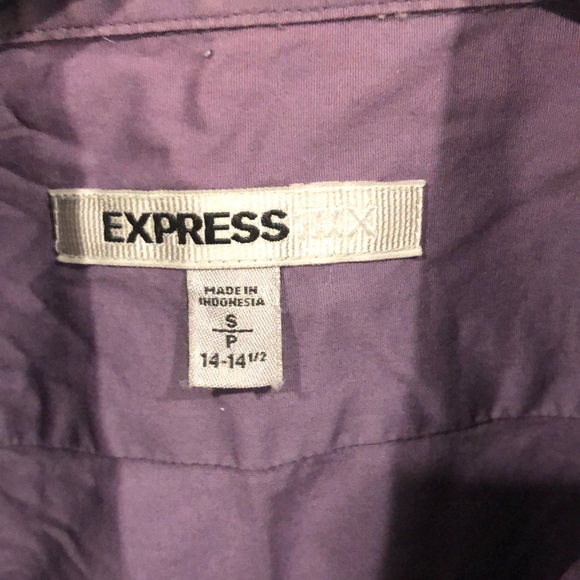 EXPRESS
MADE IN
INDONESIA
S
P
14-14 1/2